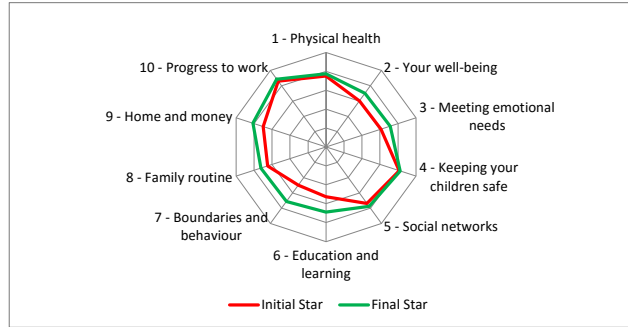 1 - Physical health
2 - Your well-being
3 - Meeting emotional
needs
4 - Keeping your
children safe
5 - Social networks
6 - Education and
learning
7 - Boundaries and
behaviour
8 - Family routine
9 - Home and money
10 - Progress to work
Initial Star
Final Star